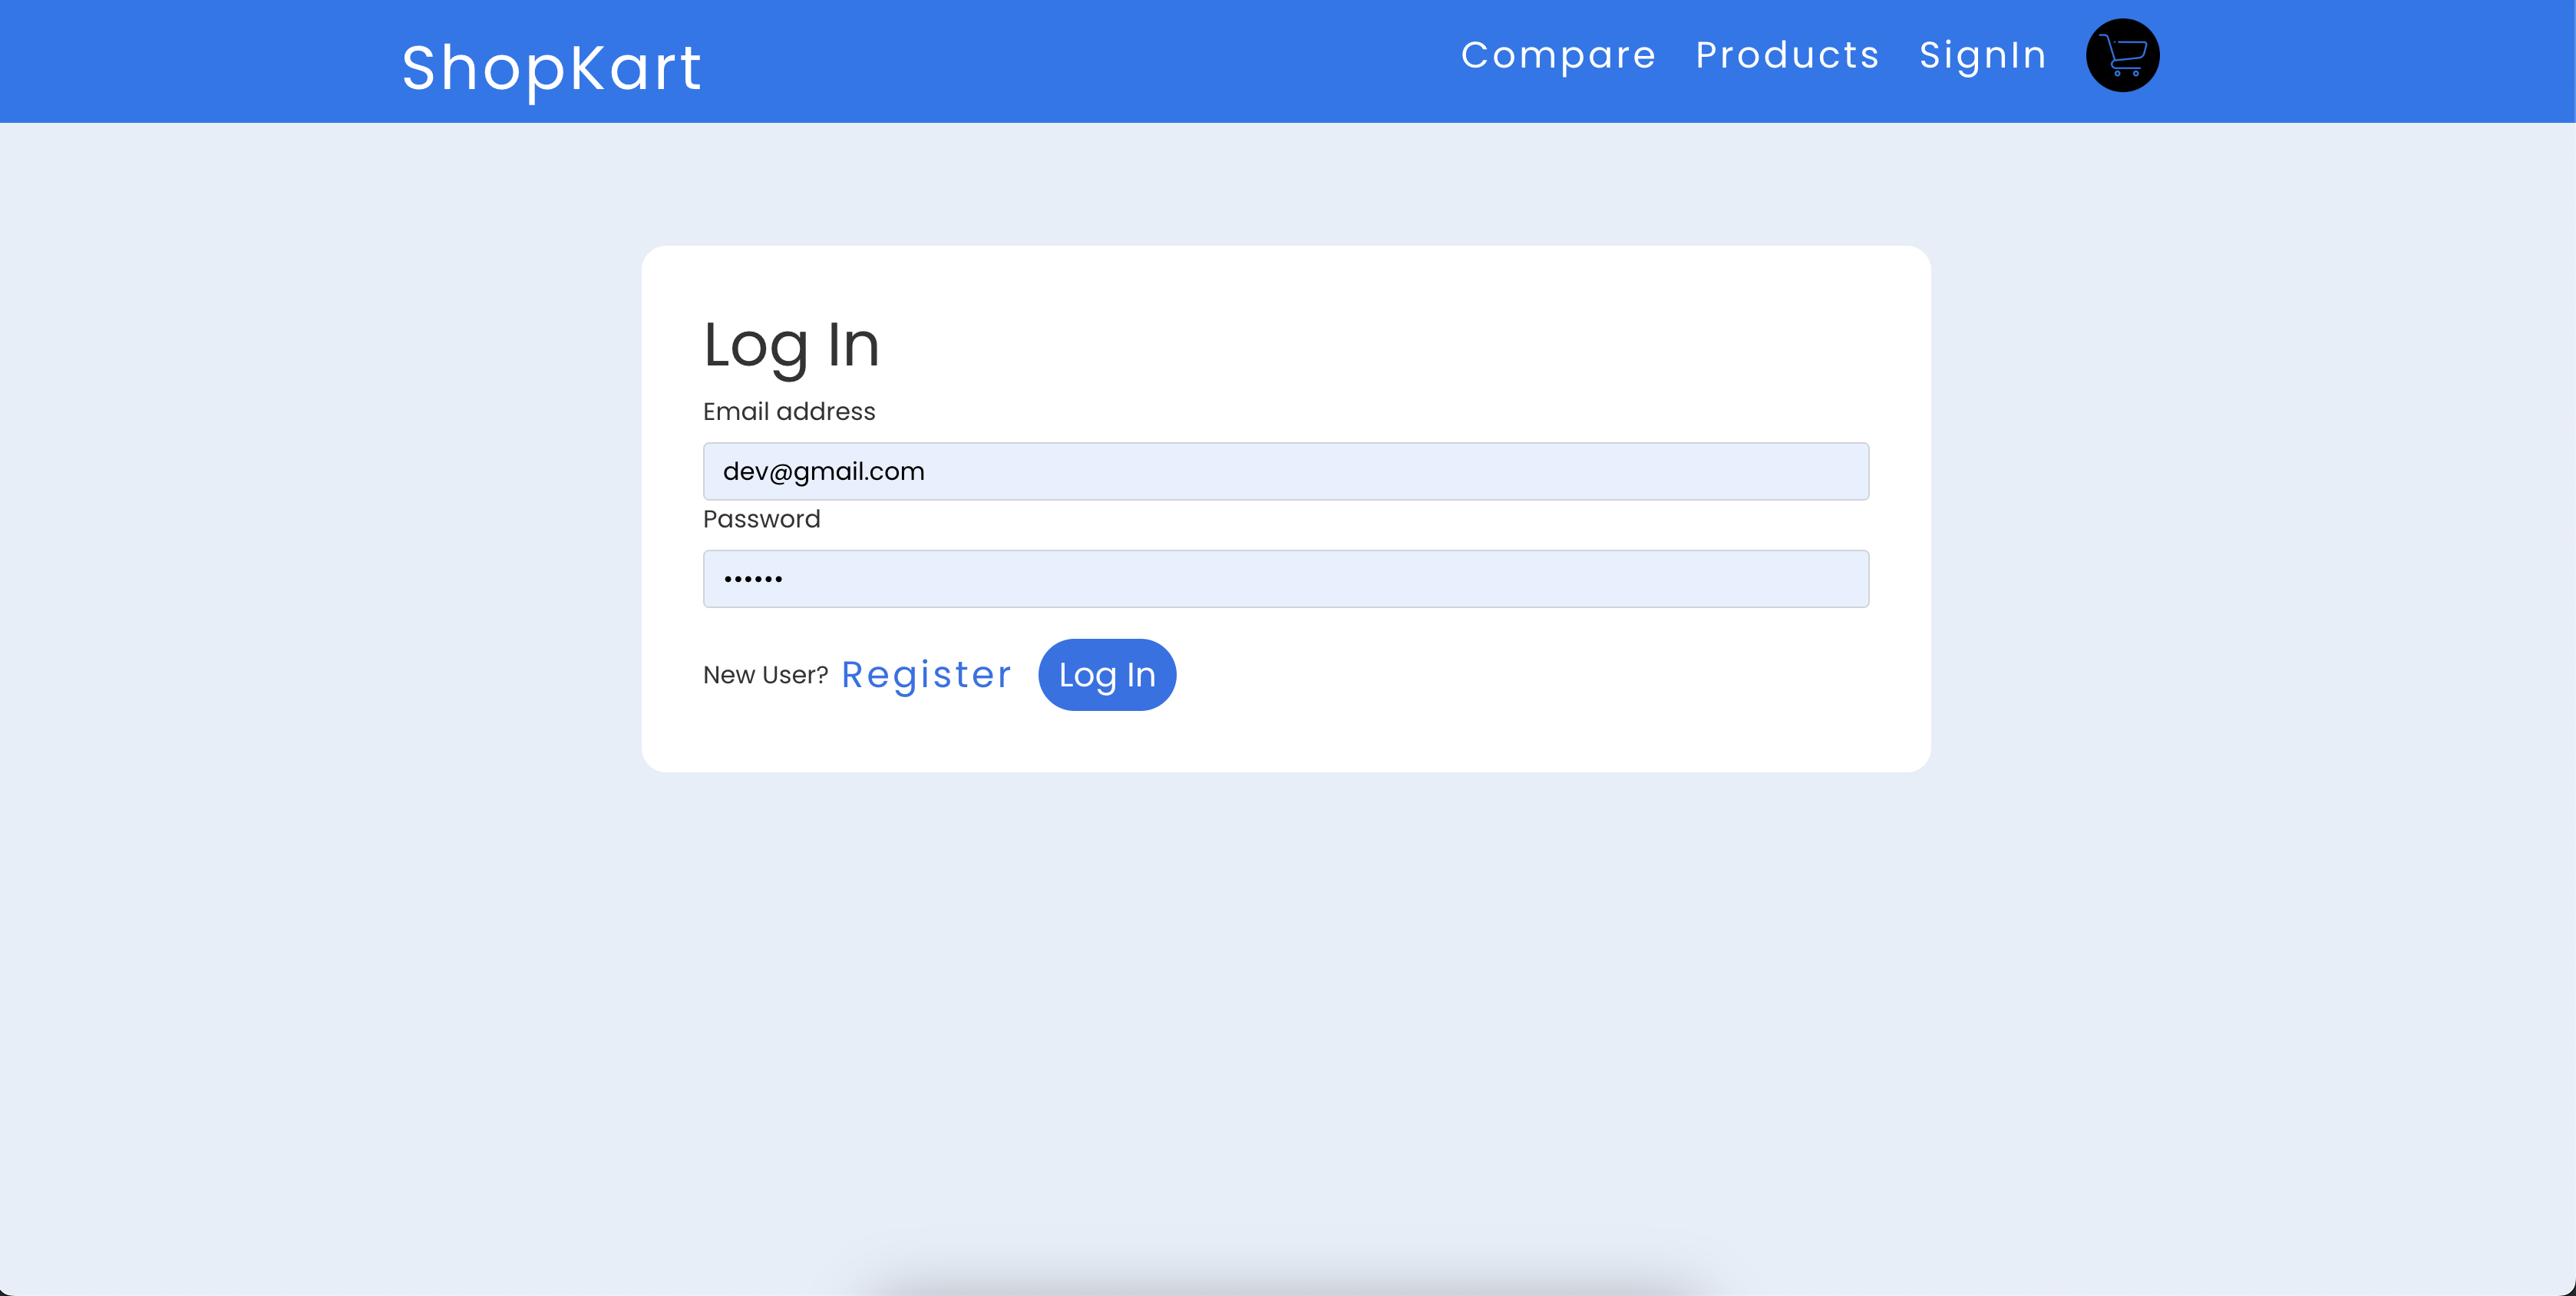 ShopKart
Compare Products SignIn
Log In
Email address
dev@gmail.com
Password
••••••
New User? Register Log In